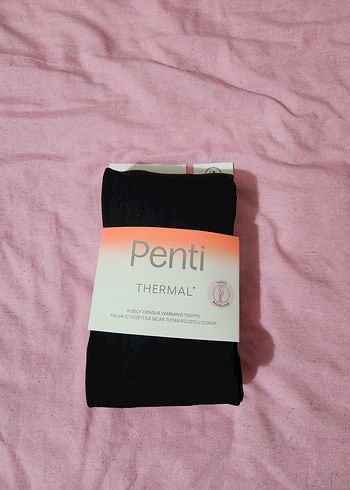 Penti
THERMAL*
FLEECY OPAQUE WARMING TIGHTS
POLAR İÇ YÜZEYİ İLE SICAK TUTAN KÜLOTLU ÇORAP